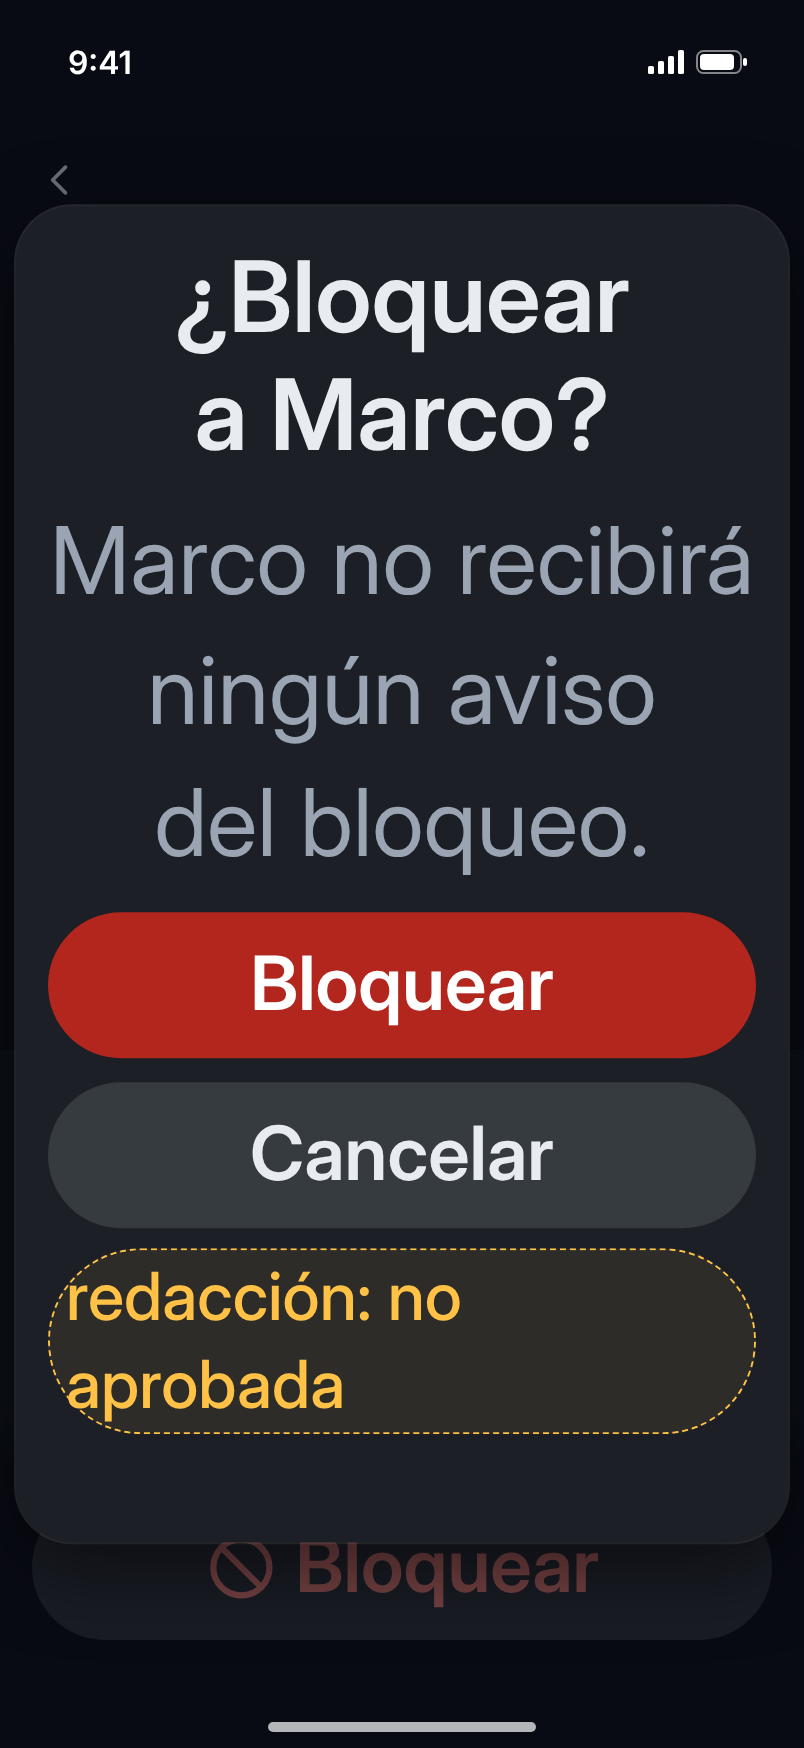 9:41
¿Bloquear
a Marco?
Marco no recibirá
ningún aviso
del bloqueo.
Bloquear
Cancelar
redacción: no
aprobada
Bloquear